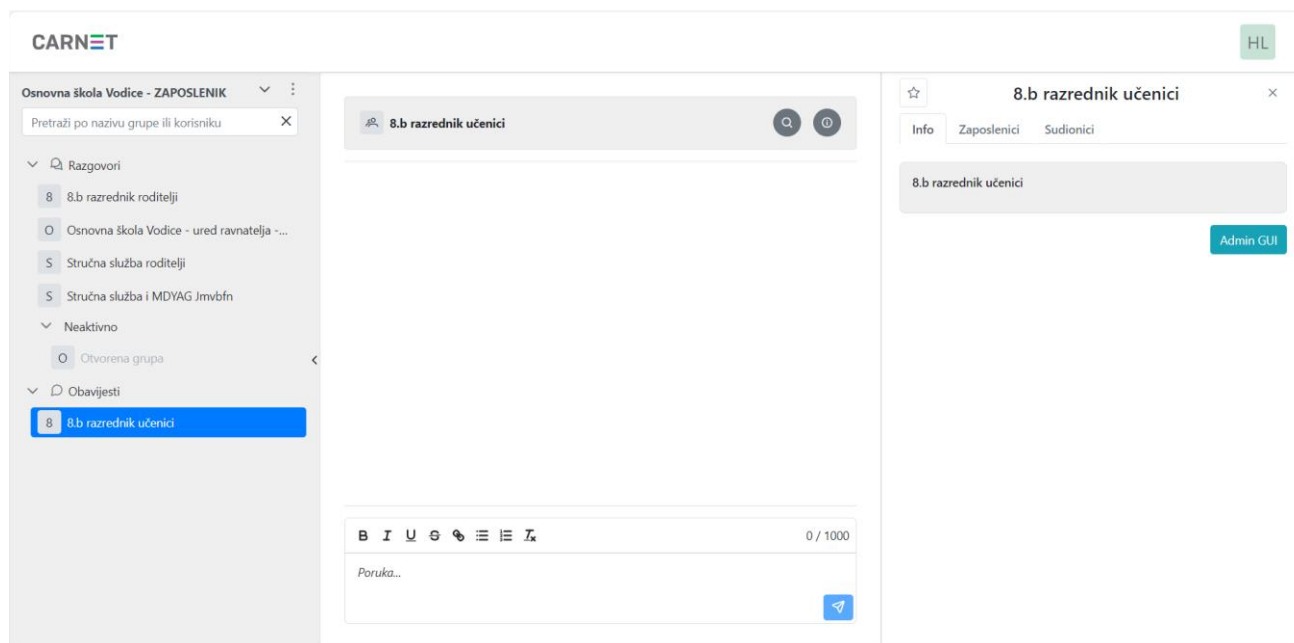 CARNET
HL
Osnovna škola Vodice - ZAPOSLENIK
Pretraži po nazivu grupe ili korisniku
Razgovori
8 8.b razrednik roditelji
O Osnovna škola Vodice - ured ravnatelja -...
S Stručna služba roditelji
S Stručna služba i MDYAG Jmvbfn
Neaktivno
O Otvorena grupa
Obavijesti
8 8.b razrednik učenici
8.b razrednik učenici
B I U S 0 / 1000
Poruka...
8.b razrednik učenici
Info Zaposlenici Sudionici
8.b razrednik učenici
Admin GUI